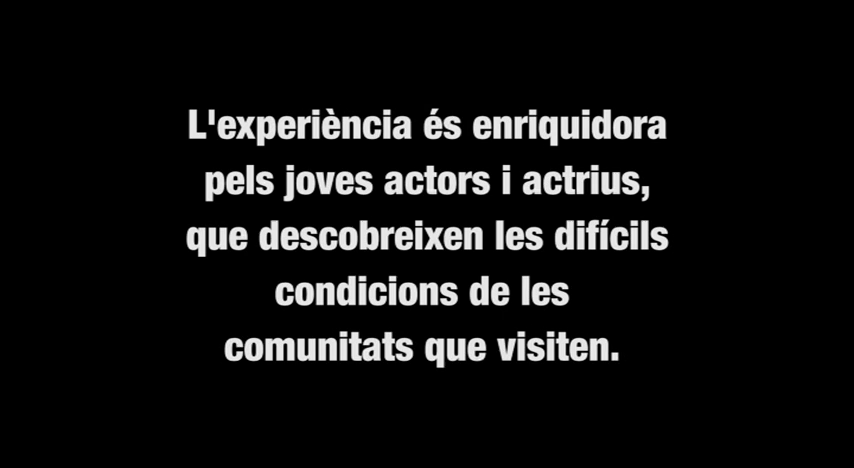 L'experiència és enriquidora
pels joves actors i actrius,
que descobreixen les difícils
condicions de les
comunitats que visiten.